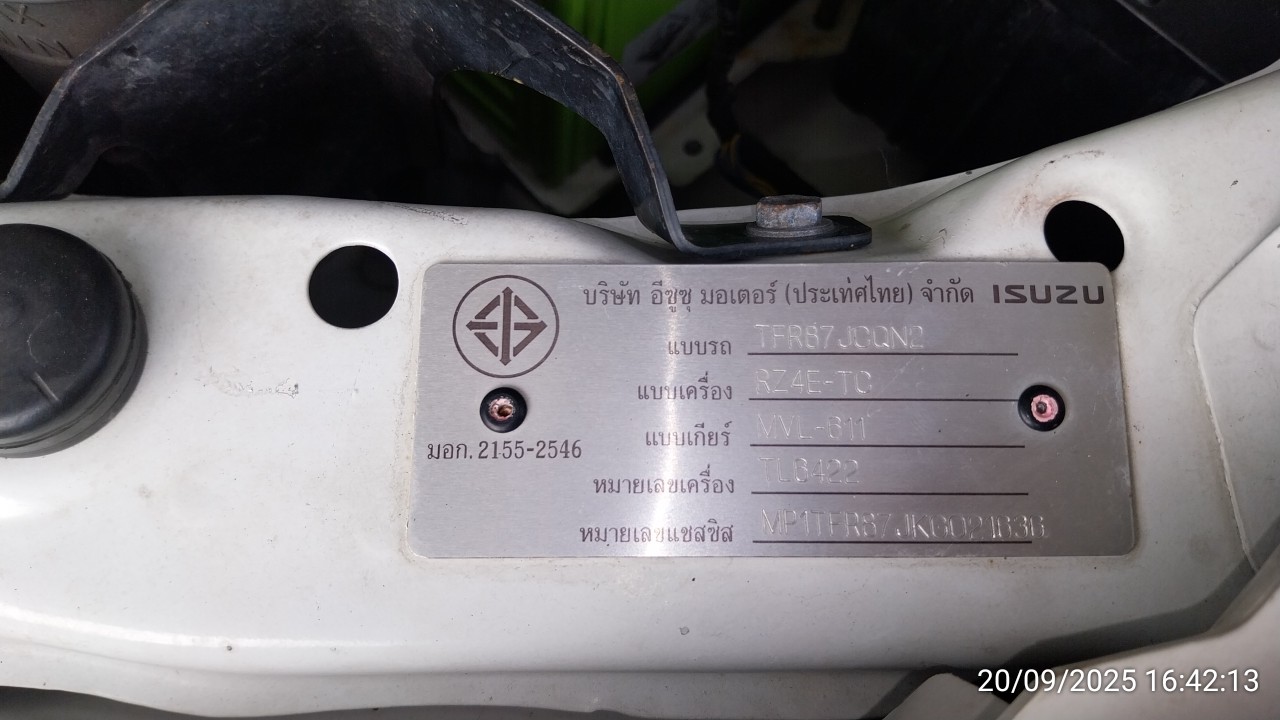 บริษัท อีซูซุ มอเตอร์ (ประเทศไทย) จำกัด ISUZU
แบบรถ TFR87JCQN2
แบบเครื่อง RZ4E-TC
แบบเกียร์ MVL-611
มอก. 2155-2546
หมายเลขเครื่อง TLG422
หมายเลขแชสซิส
20/09/2025 16:42:13